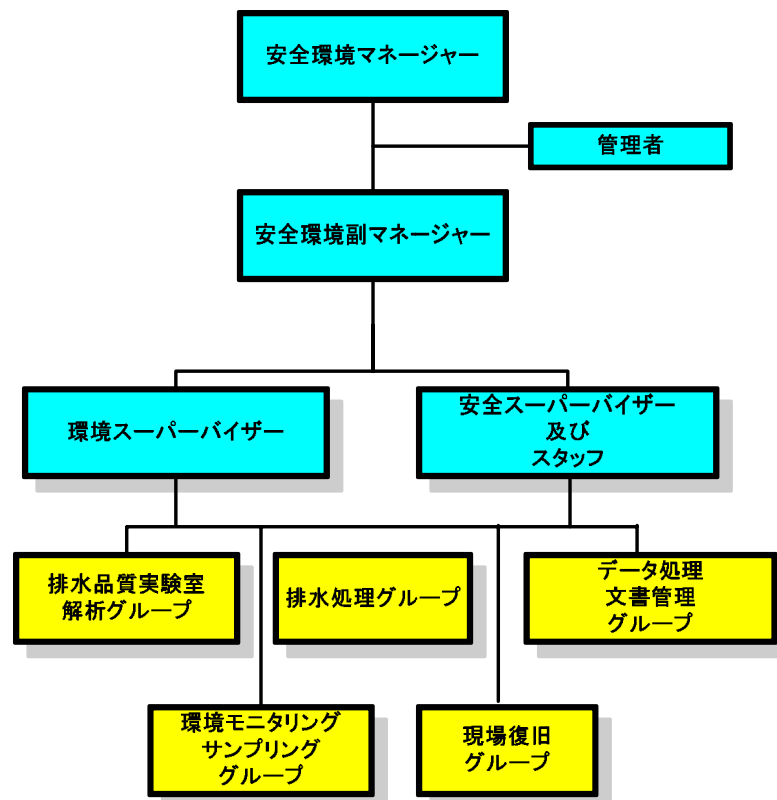 安全環境マネージャー
管理者
安全環境副マネージャー
環境スーパーバイザー
安全スーパーバイザー
及び
スタッフ
排水品質実験室
解析グループ
排水処理グループ
データ処理
文書管理
グループ
環境モニタリング
サンプリング
グループ
現場復旧
グループ